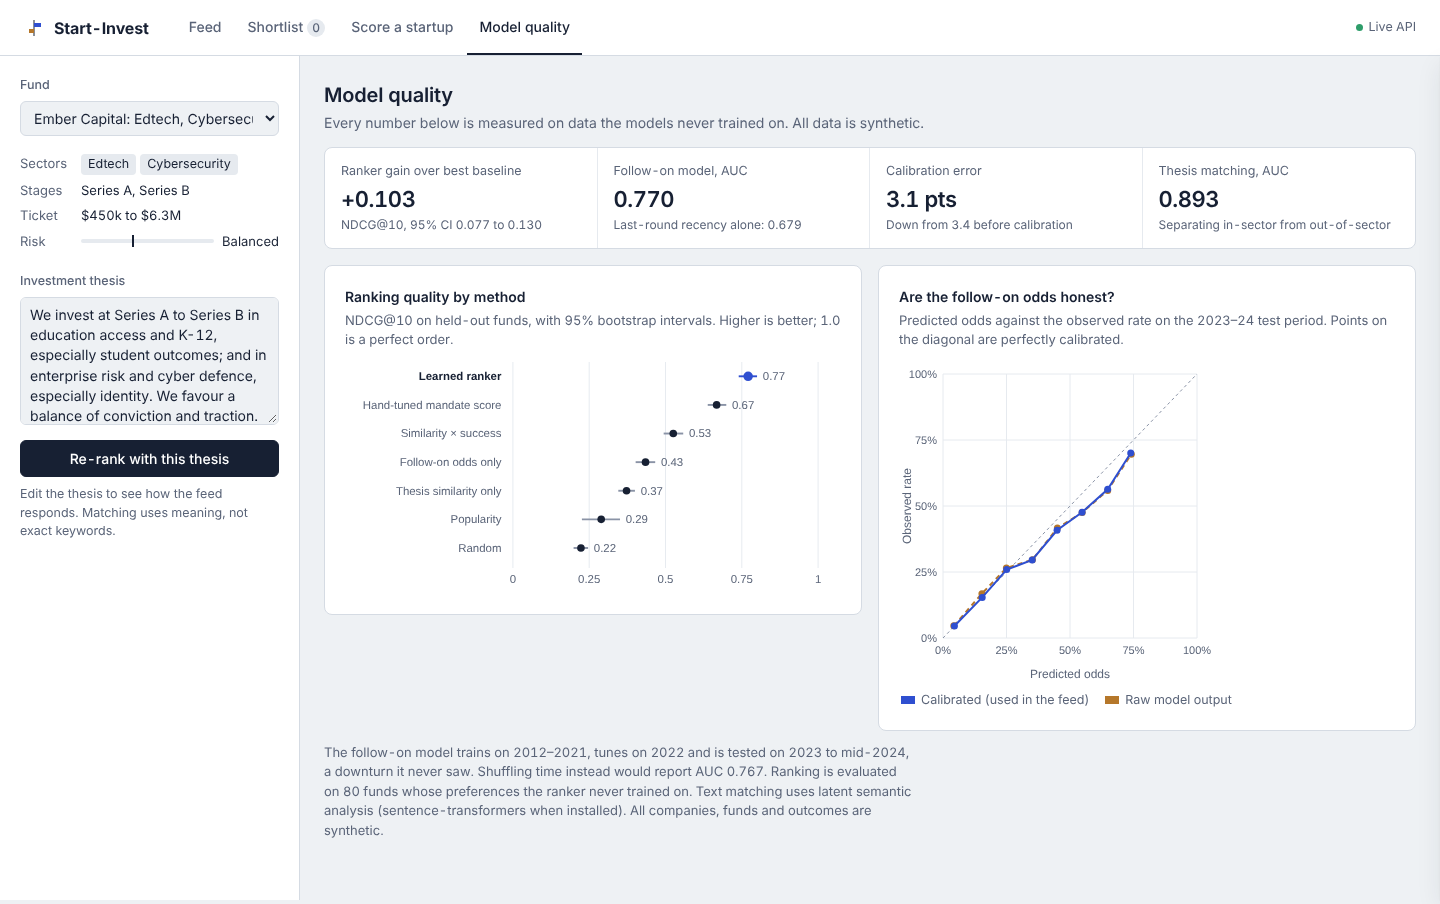 Start-Invest
Feed
Shortlist 0
Score a startup
Model quality
Live API
Fund
Ember Capital: Edtech, Cybersecu
Sectors Edtech Cybersecurity
Stages Series A, Series B
Ticket $450k to $6.3M
Risk Balanced
Investment thesis
We invest at Series A to Series B in
education access and K-12,
especially student outcomes; and in
enterprise risk and cyber defence,
especially identity. We favour a
balance of conviction and traction.
Re-rank with this thesis
Edit the thesis to see how the feed
responds. Matching uses meaning, not
exact keywords.
Model quality
Every number below is measured on data the models never trained on. All data is synthetic.
Ranker gain over best baseline
+0.103
NDCG@10, 95% CI 0.077 to 0.130
Follow-on model, AUC
0.770
Last-round recency alone: 0.679
Calibration error
3.1 pts
Down from 3.4 before calibration
Thesis matching, AUC
0.893
Separating in-sector from out-of-sector
Ranking quality by method
NDCG@10 on held-out funds, with 95% bootstrap intervals. Higher is better; 1.0
is a perfect order.
Learned ranker 0.77
Hand-tuned mandate score 0.67
Similarity × success 0.53
Follow-on odds only 0.43
Thesis similarity only 0.37
Popularity 0.29
Random 0.22
0 0.25 0.5 0.75 1
Are the follow-on odds honest?
Predicted odds against the observed rate on the 2023–24 test period. Points on
the diagonal are perfectly calibrated.
100%
75%
50%
25%
0%
Observed rate
0% 25% 50% 75% 100%
Predicted odds
Calibrated (used in the feed) Raw model output
The follow-on model trains on 2012–2021, tunes on 2022 and is tested on 2023 to mid-2024,
a downturn it never saw. Shuffling time instead would report AUC 0.767. Ranking is evaluated
on 80 funds whose preferences the ranker never trained on. Text matching uses latent semantic
analysis (sentence-transformers when installed). All companies, funds and outcomes are
synthetic.